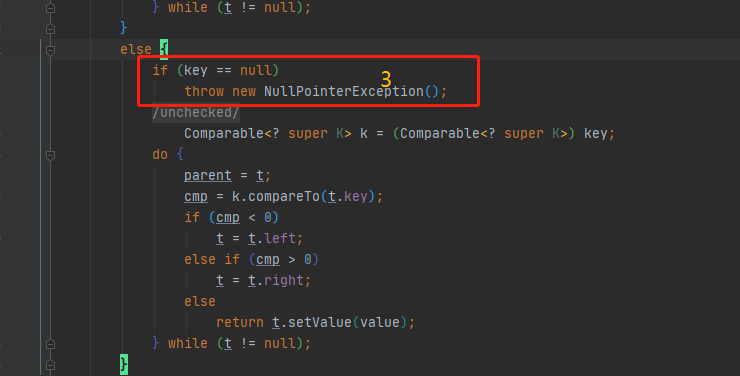 } while (t != null);
}
else {
if (key == null)
throw new NullPointerException();
3
/unchecked/
Comparable<? super K> k = (Comparable<? super K>) key;
do {
parent = t;
cmp = k.compareTo(t.key);
if (cmp < 0)
t = t.left;
else if (cmp > 0)
t = t.right;
else
return t.setValue(value);
} while (t != null);
}